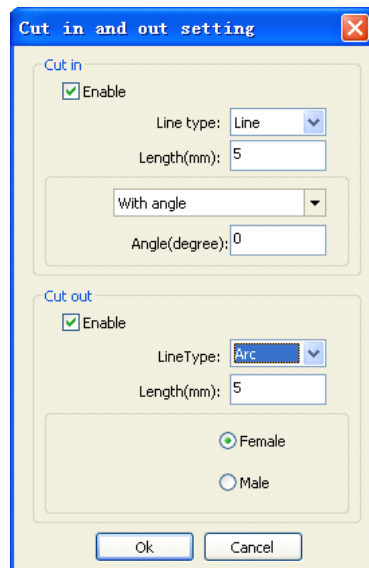 Cut in and out setting
Cut in
Enable
Line type: Line
Length(mm): 5
With angle
Angle(degree): 0
Cut out
Enable
LineType: Arc
Length(mm): 5
Female
Male
Ok Cancel